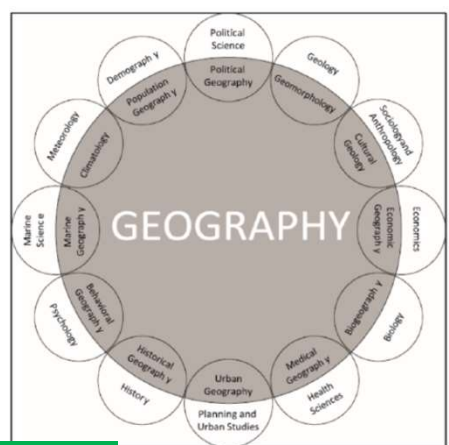 Political
Science
Political
Geography
Geology
Geomorphology
Sociologyand
Anthropology
Cultural
Geology
Economics
Economic
Geograph y
Biology
Biogeograph y
Health
Sciences
Medical
Geograph y
Planning and
Urban Studies
Urban
Geography
History
Historical
Geograph y
Psychology
Behavioral
Geograph y
Marine
Science
Marine
Geograph y
Meteorology
Climatology
Demograph y
Population
Geograph y
GEOGRAPHY